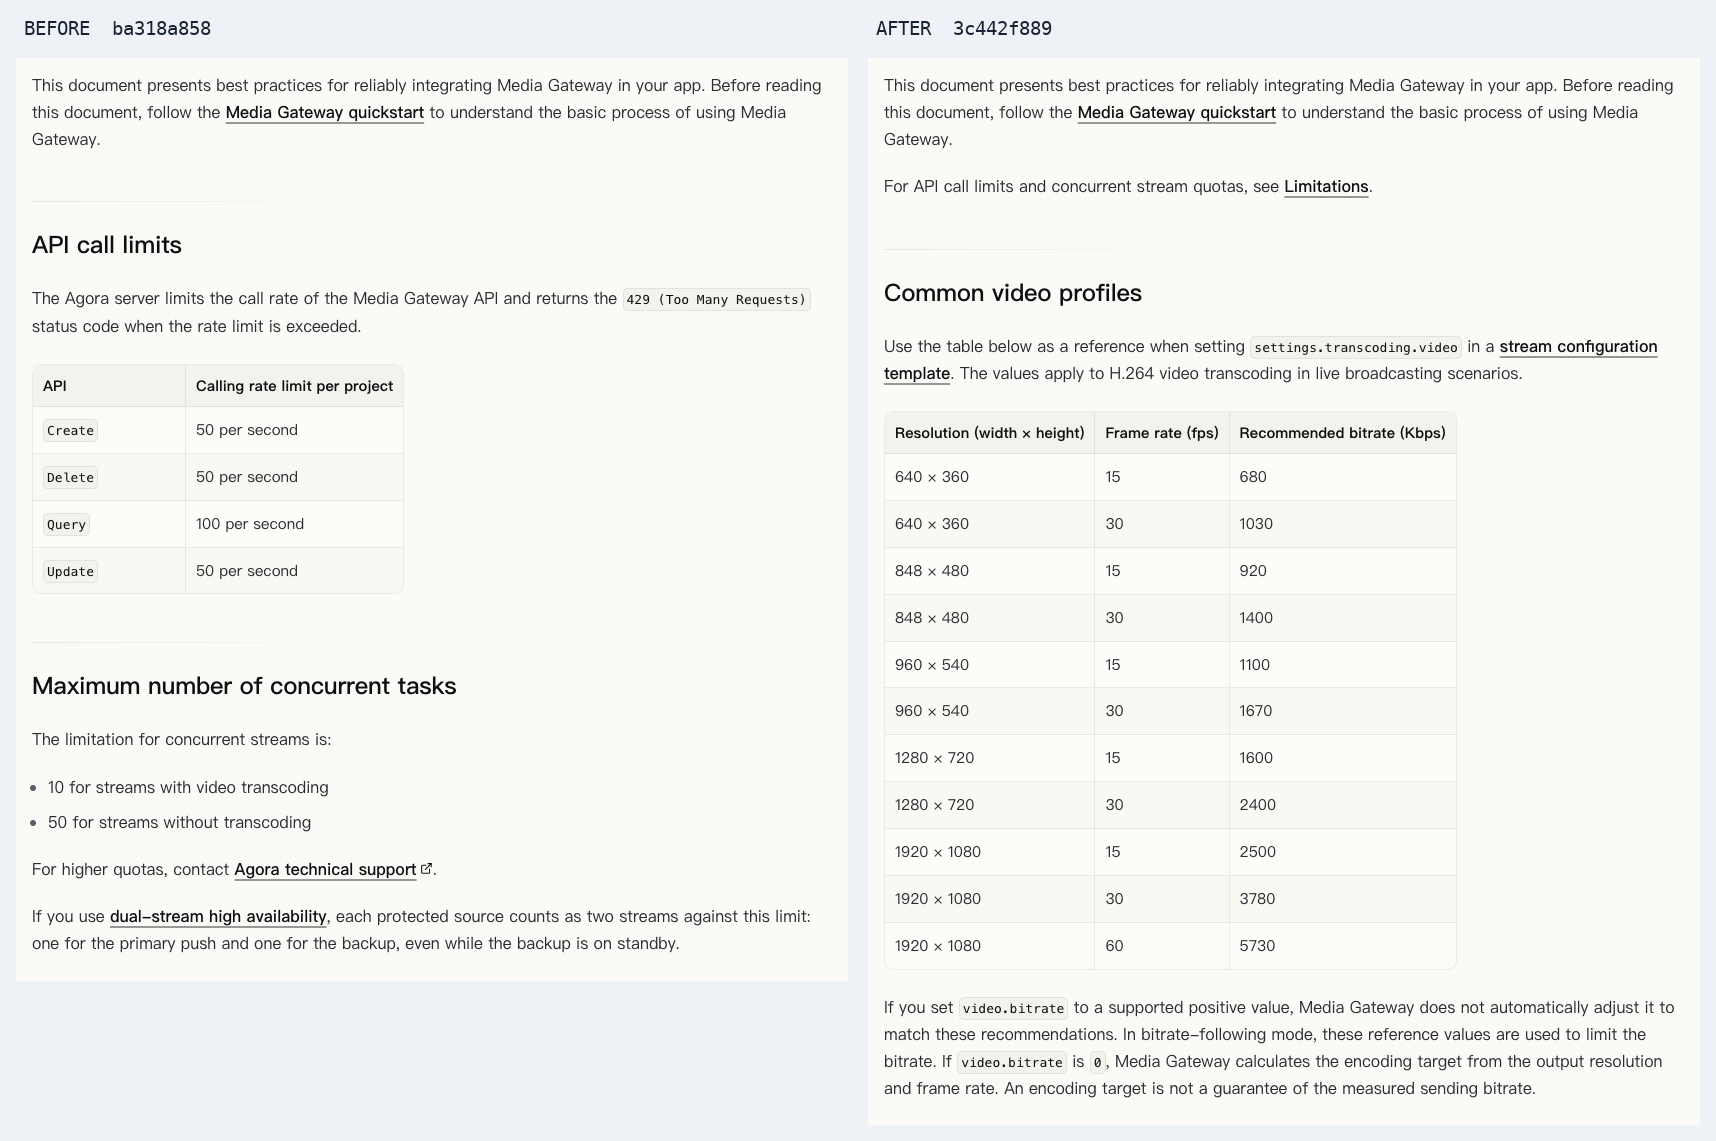 BEFORE ba318a858
This document presents best practices for reliably integrating Media Gateway in your app. Before reading
this document, follow the Media Gateway quickstart to understand the basic process of using Media
Gateway.
API call limits
The Agora server limits the call rate of the Media Gateway API and returns the 429 (Too Many Requests)
status code when the rate limit is exceeded.
API Calling rate limit per project
Create 50 per second
Delete 50 per second
Query 100 per second
Update 50 per second
Maximum number of concurrent tasks
The limitation for concurrent streams is:
• 10 for streams with video transcoding
• 50 for streams without transcoding
For higher quotas, contact Agora technical support.
If you use dual-stream high availability, each protected source counts as two streams against this limit:
one for the primary push and one for the backup, even while the backup is on standby.
AFTER 3c442f889
This document presents best practices for reliably integrating Media Gateway in your app. Before reading
this document, follow the Media Gateway quickstart to understand the basic process of using Media
Gateway.
For API call limits and concurrent stream quotas, see Limitations.
Common video profiles
Use the table below as a reference when setting settings.transcoding.video in a stream configuration
template. The values apply to H.264 video transcoding in live broadcasting scenarios.
Resolution (width × height) Frame rate (fps) Recommended bitrate (Kbps)
640 × 360 15 680
640 × 360 30 1030
848 × 480 15 920
848 × 480 30 1400
960 × 540 15 1100
960 × 540 30 1670
1280 × 720 15 1600
1280 × 720 30 2400
1920 × 1080 15 2500
1920 × 1080 30 3780
1920 × 1080 60 5730
If you set video.bitrate to a supported positive value, Media Gateway does not automatically adjust it to
match these recommendations. In bitrate-following mode, these reference values are used to limit the
bitrate. If video.bitrate is 0, Media Gateway calculates the encoding target from the output resolution
and frame rate. An encoding target is not a guarantee of the measured sending bitrate.